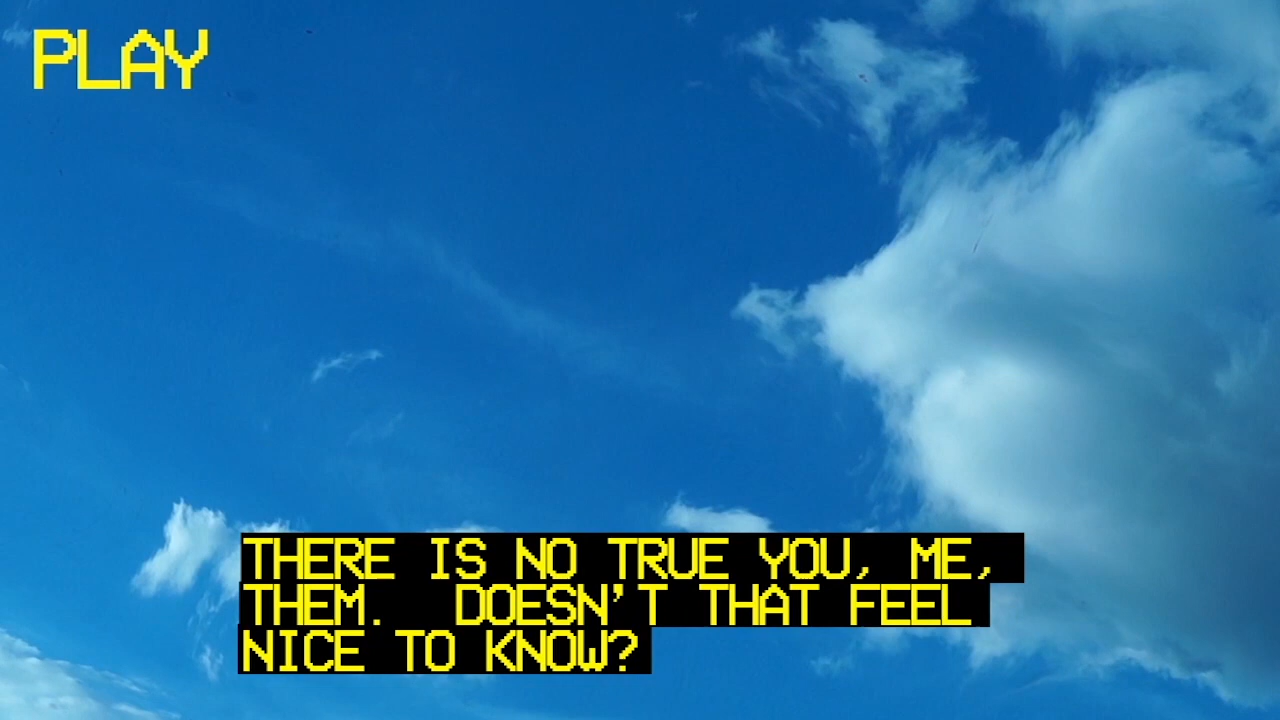 PLAY
THERE IS NO TRUE YOU, ME,
THEM.  DOESN'T THAT FEEL
NICE TO KNOW?